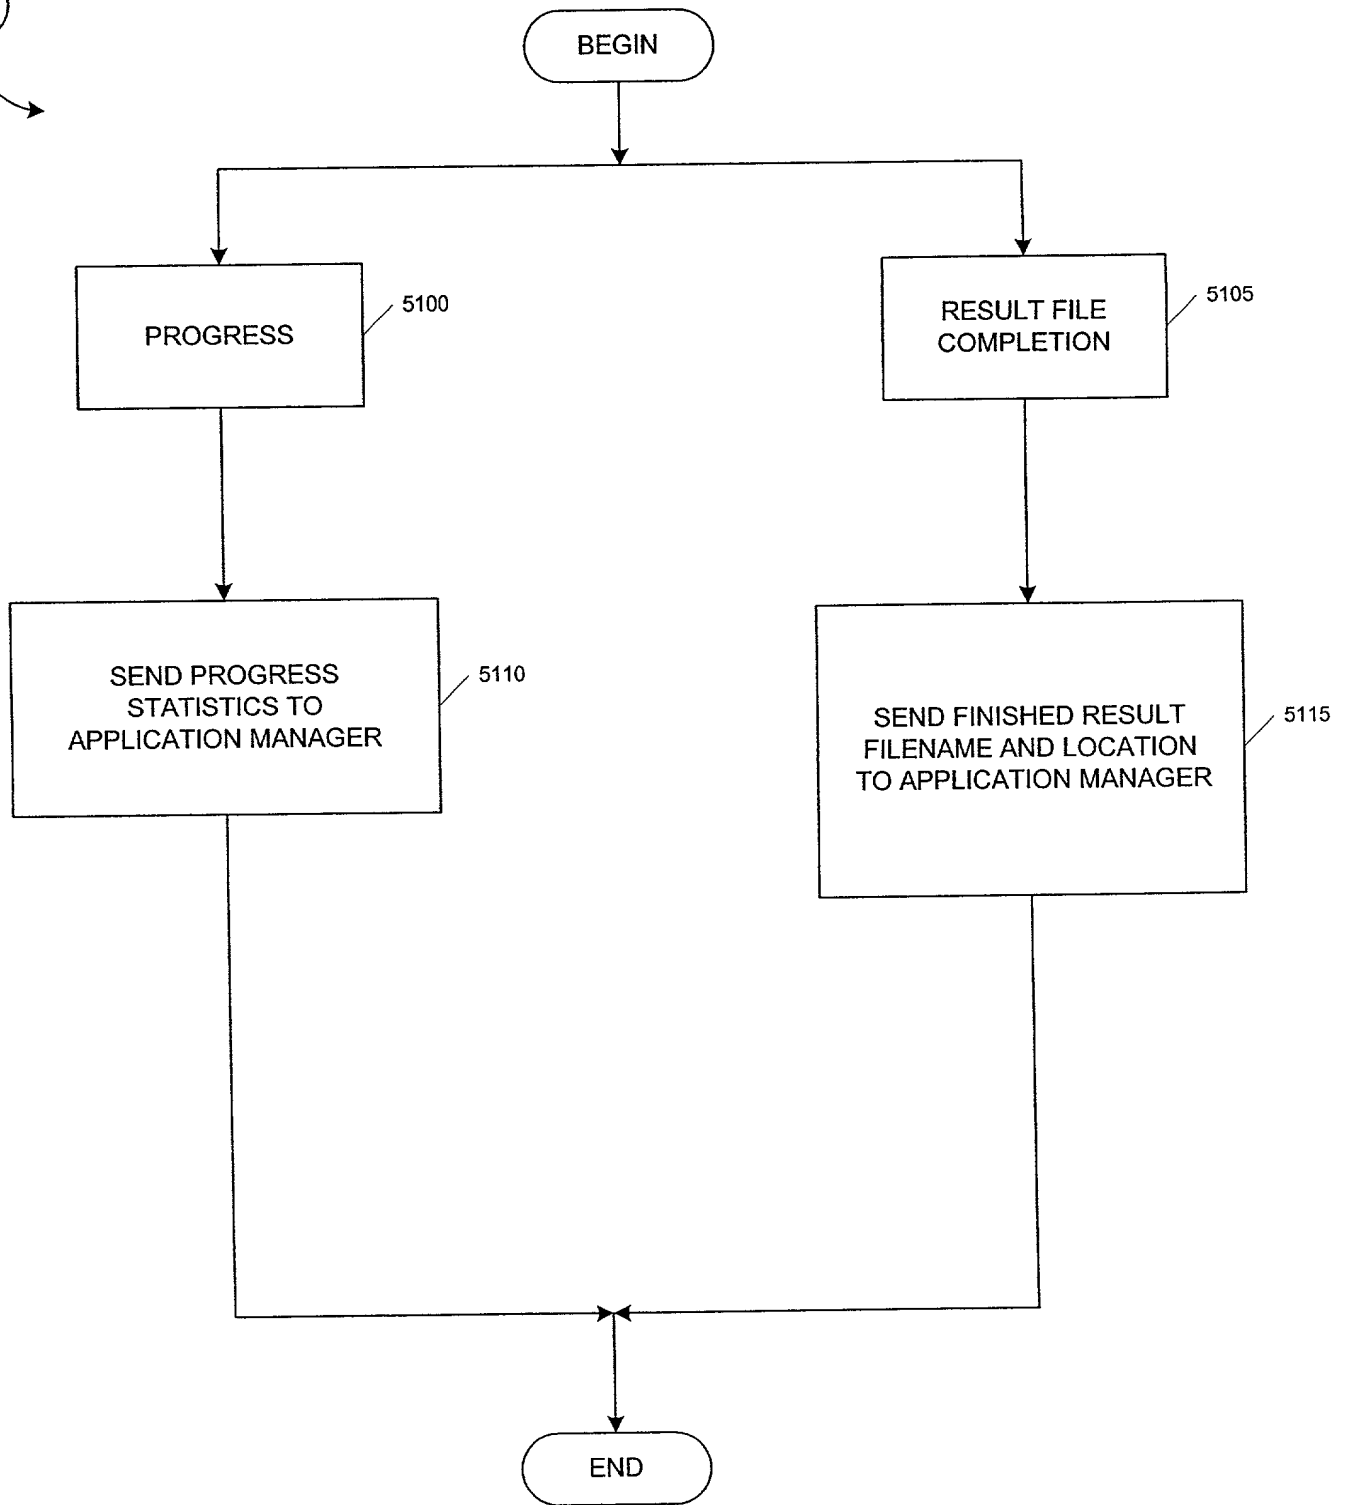 BEGIN
PROGRESS
5100
RESULT FILE
COMPLETION
5105
SEND PROGRESS
STATISTICS TO
APPLICATION MANAGER
5110
SEND FINISHED RESULT
FILENAME AND LOCATION
TO APPLICATION MANAGER
5115
END